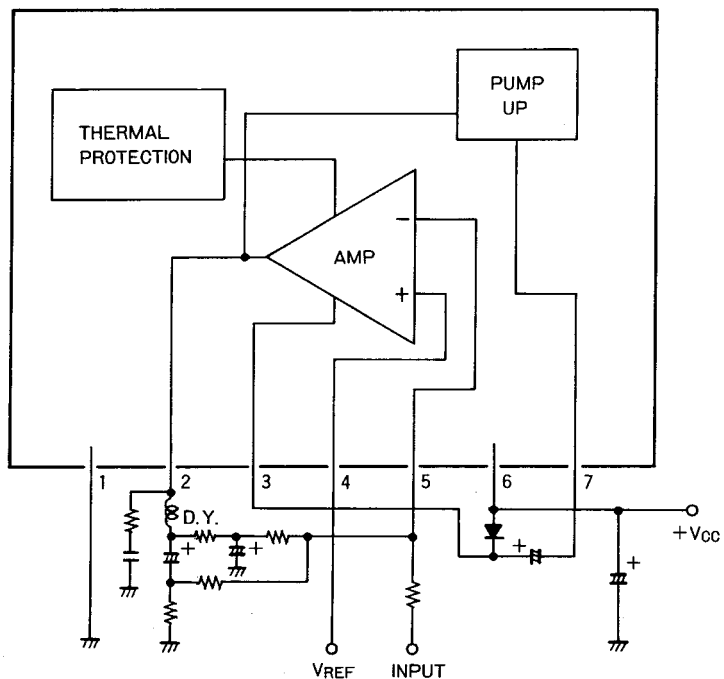 PUMP
UP
THERMAL
PROTECTION
−
AMP
+
1 2 3 4 5 6 7
D.Y.
+ + +
+VCC
+
VREF INPUT